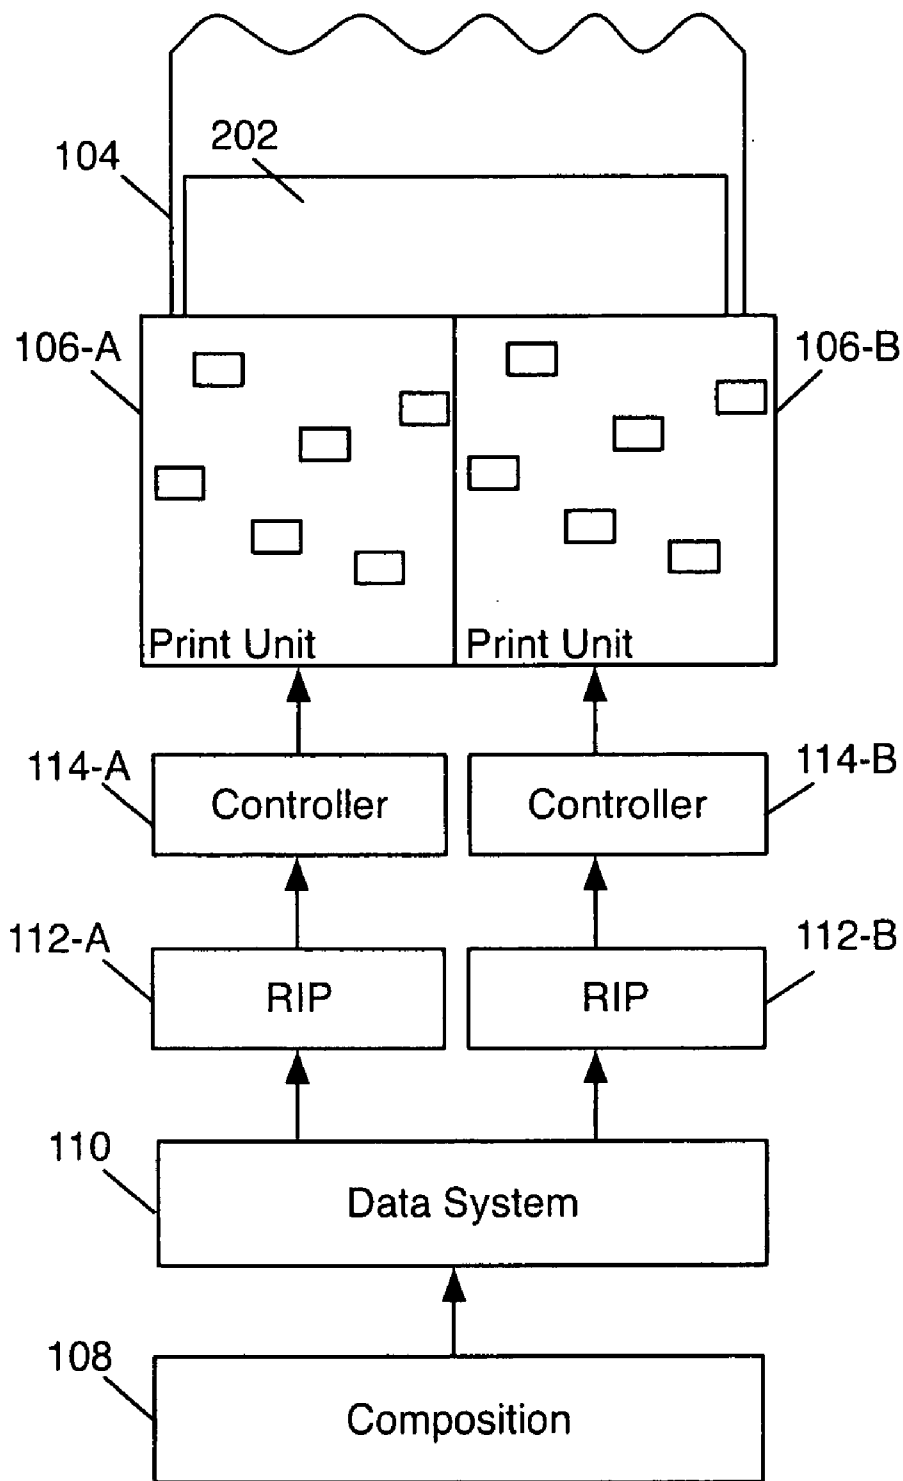 202
104
106-A
106-B
Print Unit
Print Unit
114-A
Controller
Controller
114-B
112-A
RIP
RIP
112-B
110
Data System
108
Composition